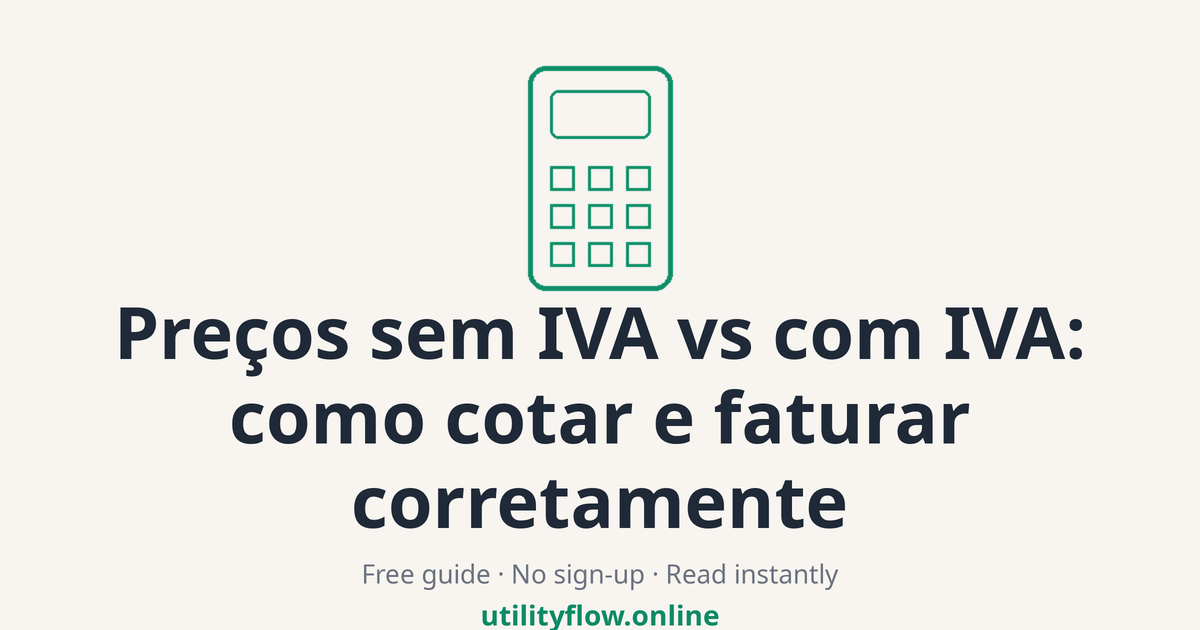 Preços sem IVA vs com IVA:
como cotar e faturar
corretamente
Free guide · No sign-up · Read instantly
utilityflow.online